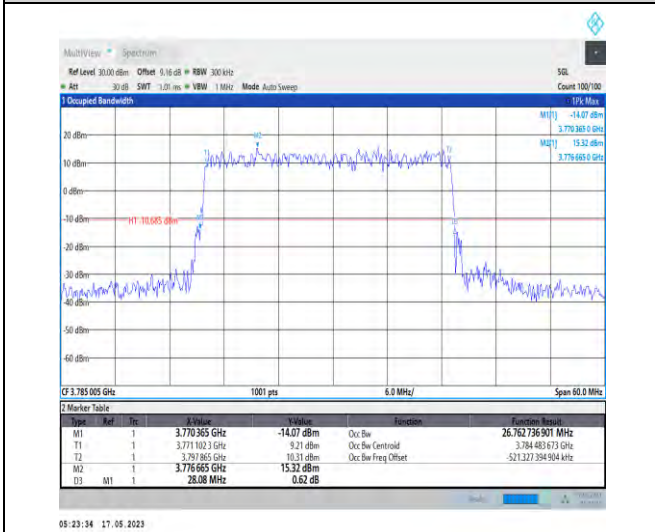 MultiView Spectrum
Ref Level 30.00 dBm Offset 9.16 dB RBW 300 kHz SGL
Att 30 dB SWT 1.01 ms VBW 1 MHz Mode Auto Sweep Count 100/100
1 Occupied Bandwidth 1Pk Max
M1[1] -14.07 dBm
3.770 365 0 GHz
M2[1] 15.32 dBm
3.776 665 0 GHz
20 dBm
M2
T1
T2
0 dBm
-10 dBm
H1 -10.685 dBm
-30 dBm
-40 dBm
-50 dBm
-60 dBm
CF 3.785 005 GHz 1001 pts 6.0 MHz/ Span 60.0 MHz
2 Marker Table
Type Ref Trc X-Value Y-Value Function Function Result
M1 1 3.770 365 GHz -14.07 dBm Occ Bw 26.762 736 901 MHz
T1 1 3.771 102 3 GHz 9.21 dBm Occ Bw Centroid 3.784 483 673 GHz
T2 1 3.797 865 GHz 10.31 dBm Occ Bw Freq Offset -521.327 394 904 kHz
M2 1 3.776 665 GHz 15.32 dBm
D3 M1 1 28.08 MHz 0.62 dB
05:23:34 17.05.2023